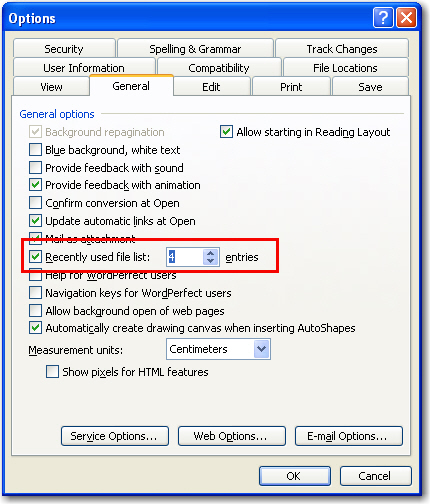 Options
Security Spelling & Grammar Track Changes
User Information Compatibility File Locations
View General Edit Print Save
General options
Background repagination Allow starting in Reading Layout
Blue background, white text
Provide feedback with sound
Provide feedback with animation
Confirm conversion at Open
Update automatic links at Open
Mail as attachment
Recently used file list: 4 entries
Help for WordPerfect users
Navigation keys for WordPerfect users
Allow background open of web pages
Automatically create drawing canvas when inserting AutoShapes
Measurement units: Centimeters
Show pixels for HTML features
Service Options... Web Options... E-mail Options...
OK Cancel